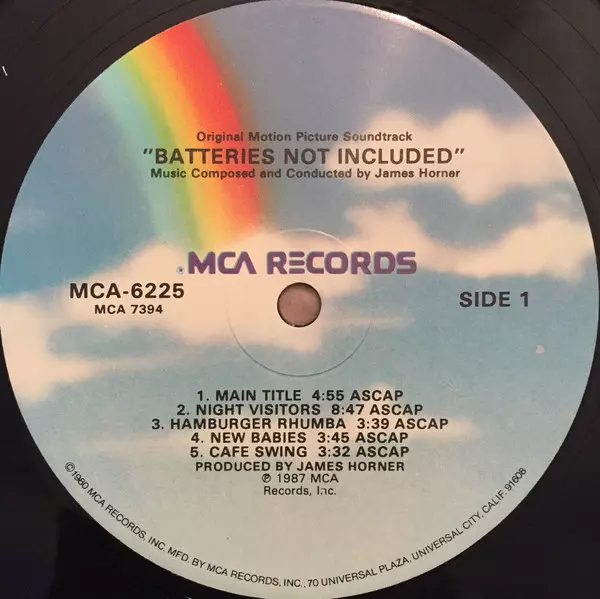 Original Motion Picture Soundtrack
"BATTERIES NOT INCLUDED"
Music Composed and Conducted by James Horner
MCA RECORDS
MCA-6225
MCA 7394
SIDE 1
1. MAIN TITLE 4:55 ASCAP
2. NIGHT VISITORS 8:47 ASCAP
3. HAMBURGER RHUMBA 3:39 ASCAP
4. NEW BABIES 3:45 ASCAP
5. CAFE SWING 3:32 ASCAP
PRODUCED BY JAMES HORNER
℗ 1987 MCA
Records, Inc.
©1980 MCA RECORDS, INC. MFD. BY MCA RECORDS, INC., 70 UNIVERSAL PLAZA, UNIVERSAL CITY, CALIF. 91608